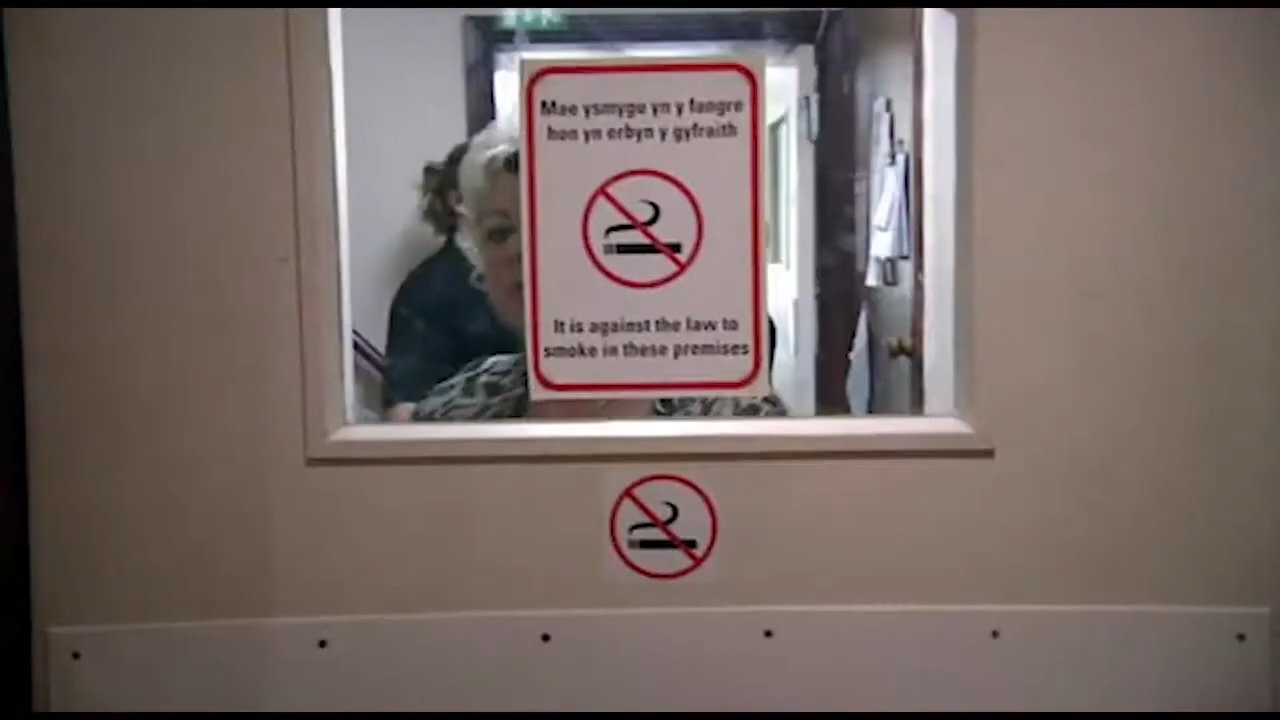 Mae ysmygu yn y fangre
hon yn erbyn y gyfraith
It is against the law to
smoke in these premises